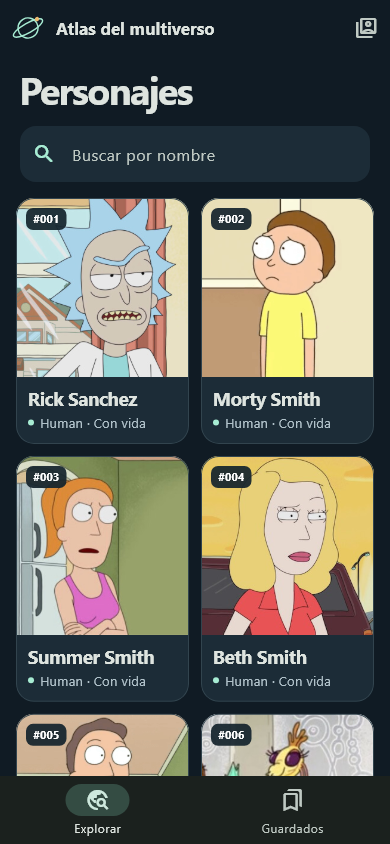 Atlas del multiverso
Personajes
Buscar por nombre
#001
#002
Rick Sanchez
Morty Smith
Human · Con vida
Human · Con vida
#003
#004
Summer Smith
Beth Smith
Human · Con vida
Human · Con vida
#005
#006
Explorar
Guardados